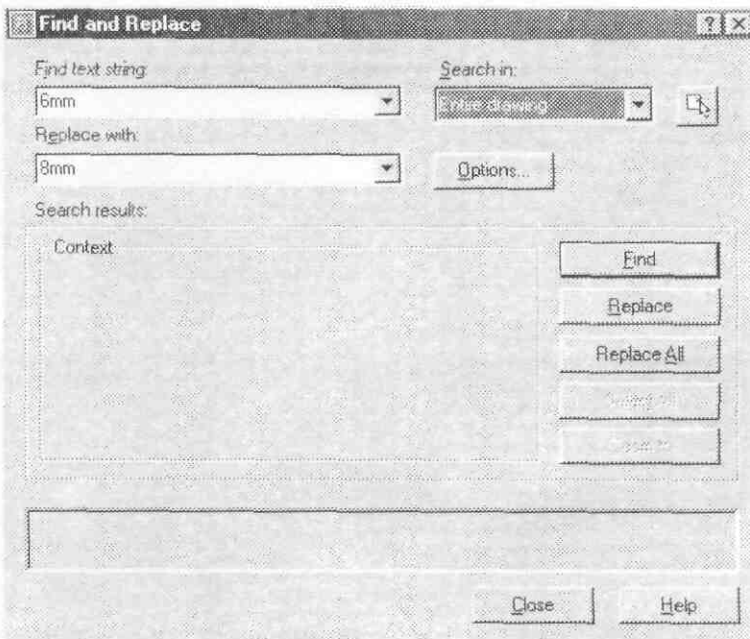 Find and Replace
Find text string:
Search in:
6mm
Entire drawing
Replace with:
8mm
Options...
Search results:
Context
Find
Replace
Replace All
Close
Help